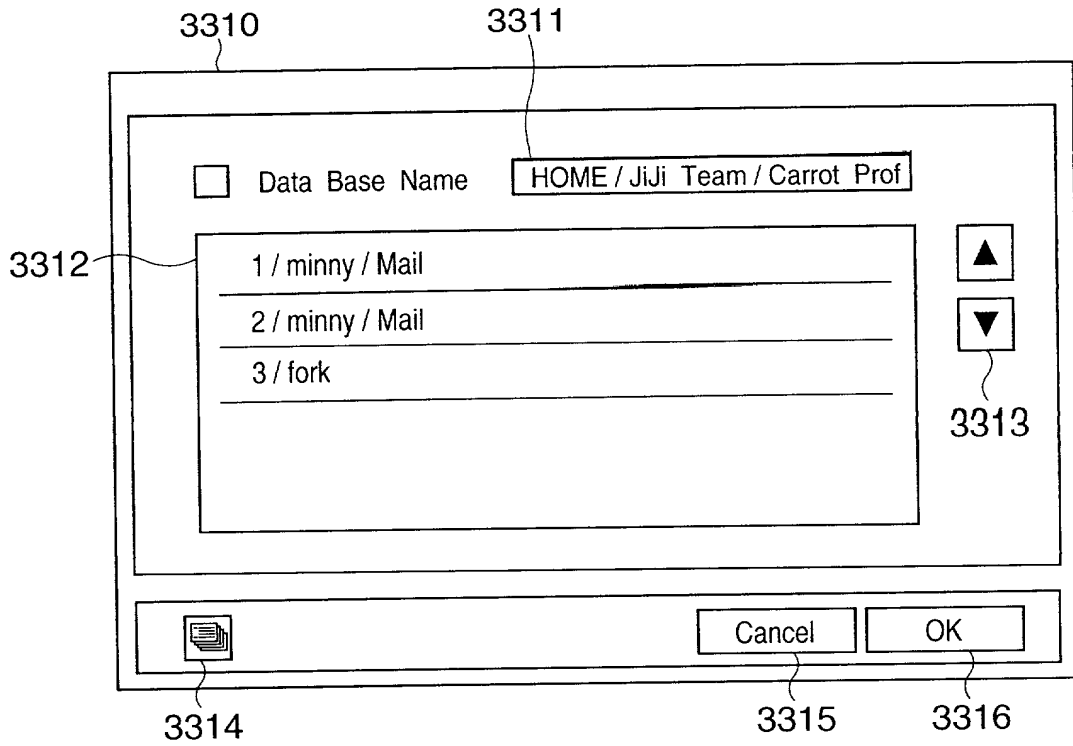 3310
3311
Data Base Name
HOME / JiJi Team / Carrot Prof
3312
1 / minny / Mail
2 / minny / Mail
3 / fork
3313
Cancel
OK
3314
3315
3316